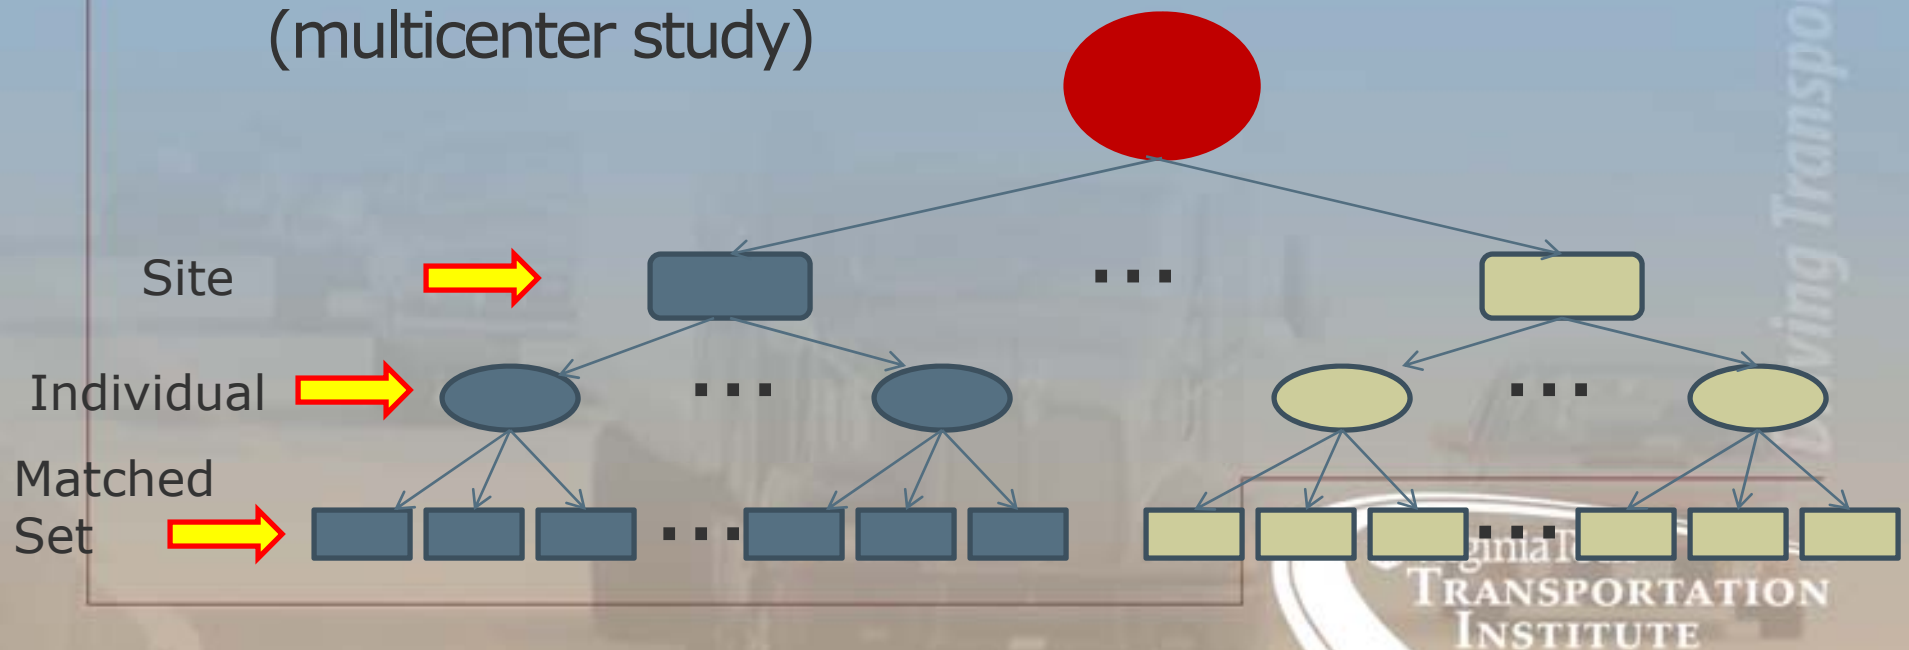 (multicenter study)
Site
Individual
Matched
Set
TRANSPORTATION
INSTITUTE